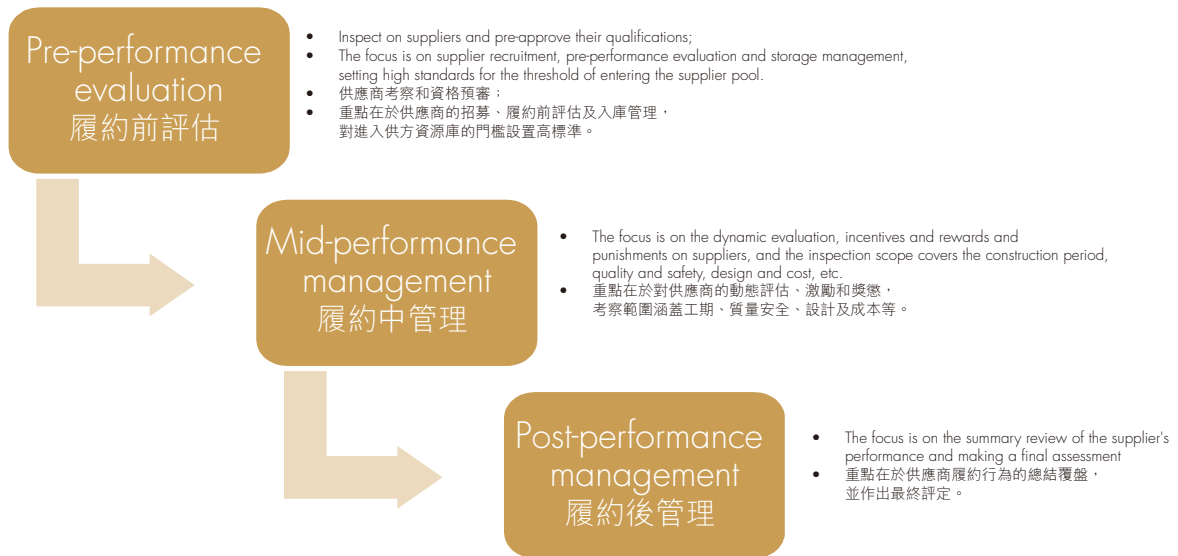 Pre-performance
evaluation
履約前評估
• Inspect on suppliers and pre-approve their qualifications;
• The focus is on supplier recruitment, pre-performance evaluation and storage management,
setting high standards for the threshold of entering the supplier pool.
• 供應商考察和資格預審；
• 重點在於供應商的招募、履約前評估及入庫管理，
對進入供方資源庫的門檻設置高標準。
Mid-performance
management
履約中管理
• The focus is on the dynamic evaluation, incentives and rewards and
punishments on suppliers, and the inspection scope covers the construction period,
quality and safety, design and cost, etc.
• 重點在於對供應商的動態評估、激勵和獎懲，
考察範圍涵蓋工期、質量安全、設計及成本等。
Post-performance
management
履約後管理
• The focus is on the summary review of the supplier's
performance and making a final assessment
• 重點在於供應商履約行為的總結覆盤，
並作出最終評定。